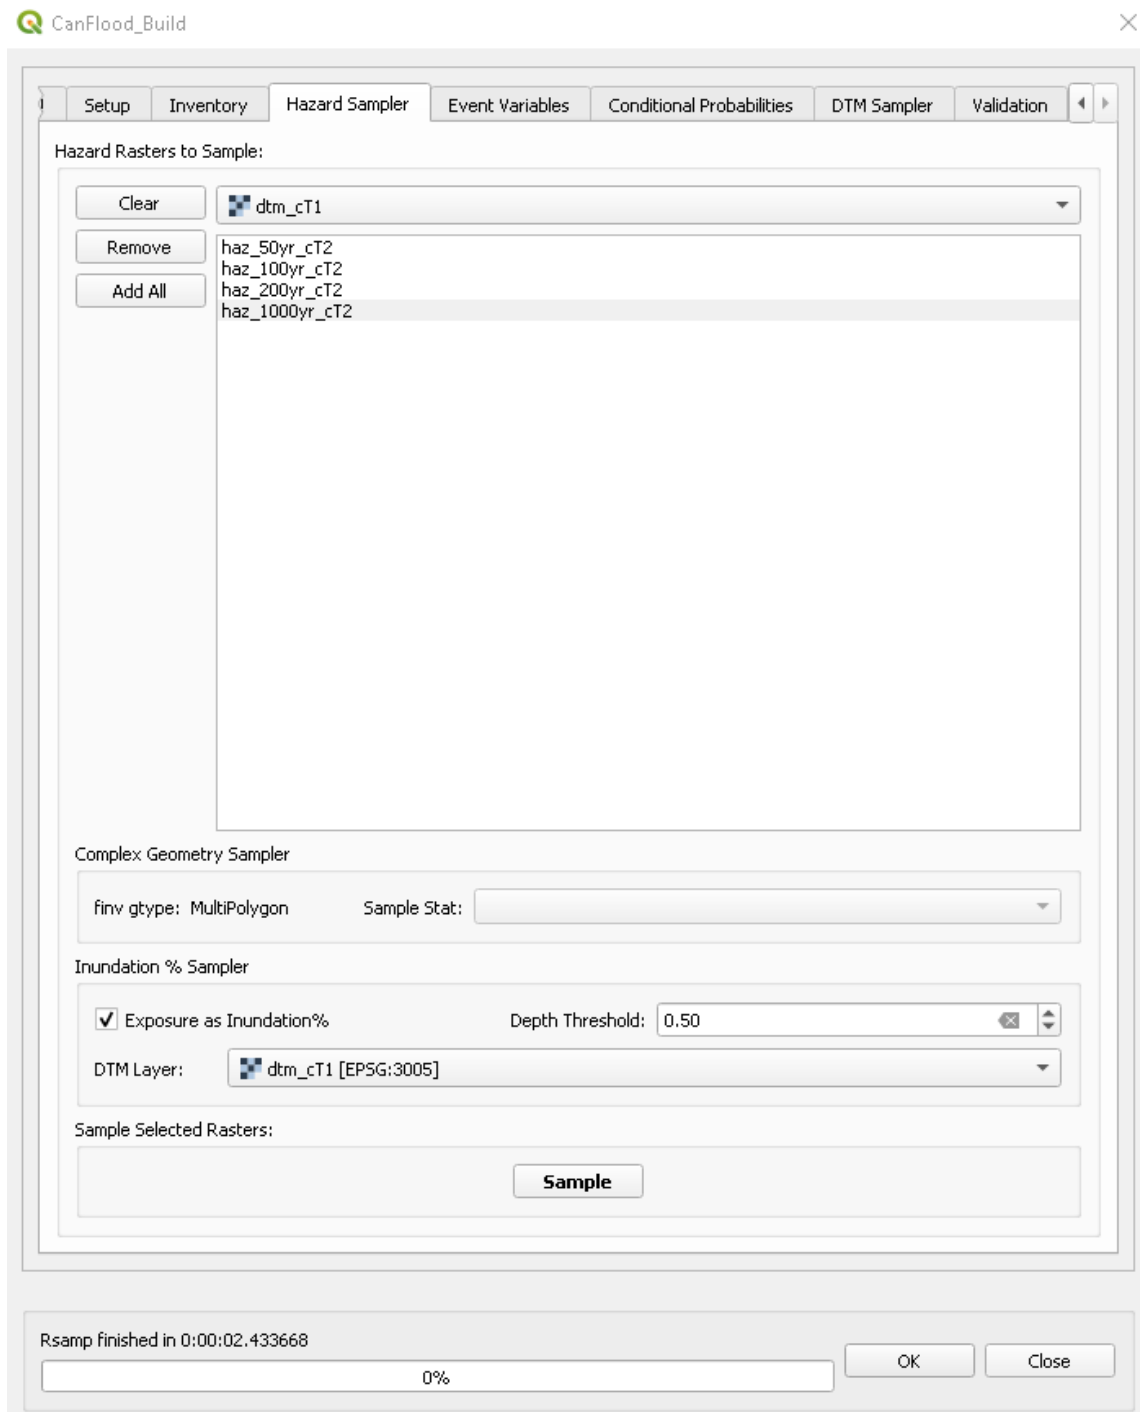 CanFlood_Build
Setup Inventory Hazard Sampler Event Variables Conditional Probabilities DTM Sampler Validation
Hazard Rasters to Sample:
Clear dtm_cT1
Remove haz_50yr_cT2
haz_100yr_cT2
Add All haz_200yr_cT2
haz_1000yr_cT2
Complex Geometry Sampler
finv gtype: MultiPolygon Sample Stat:
Inundation % Sampler
Exposure as Inundation% Depth Threshold: 0.50
DTM Layer: dtm_cT1 [EPSG:3005]
Sample Selected Rasters:
Sample
Rsamp finished in 0:00:02.433668
0% OK Close